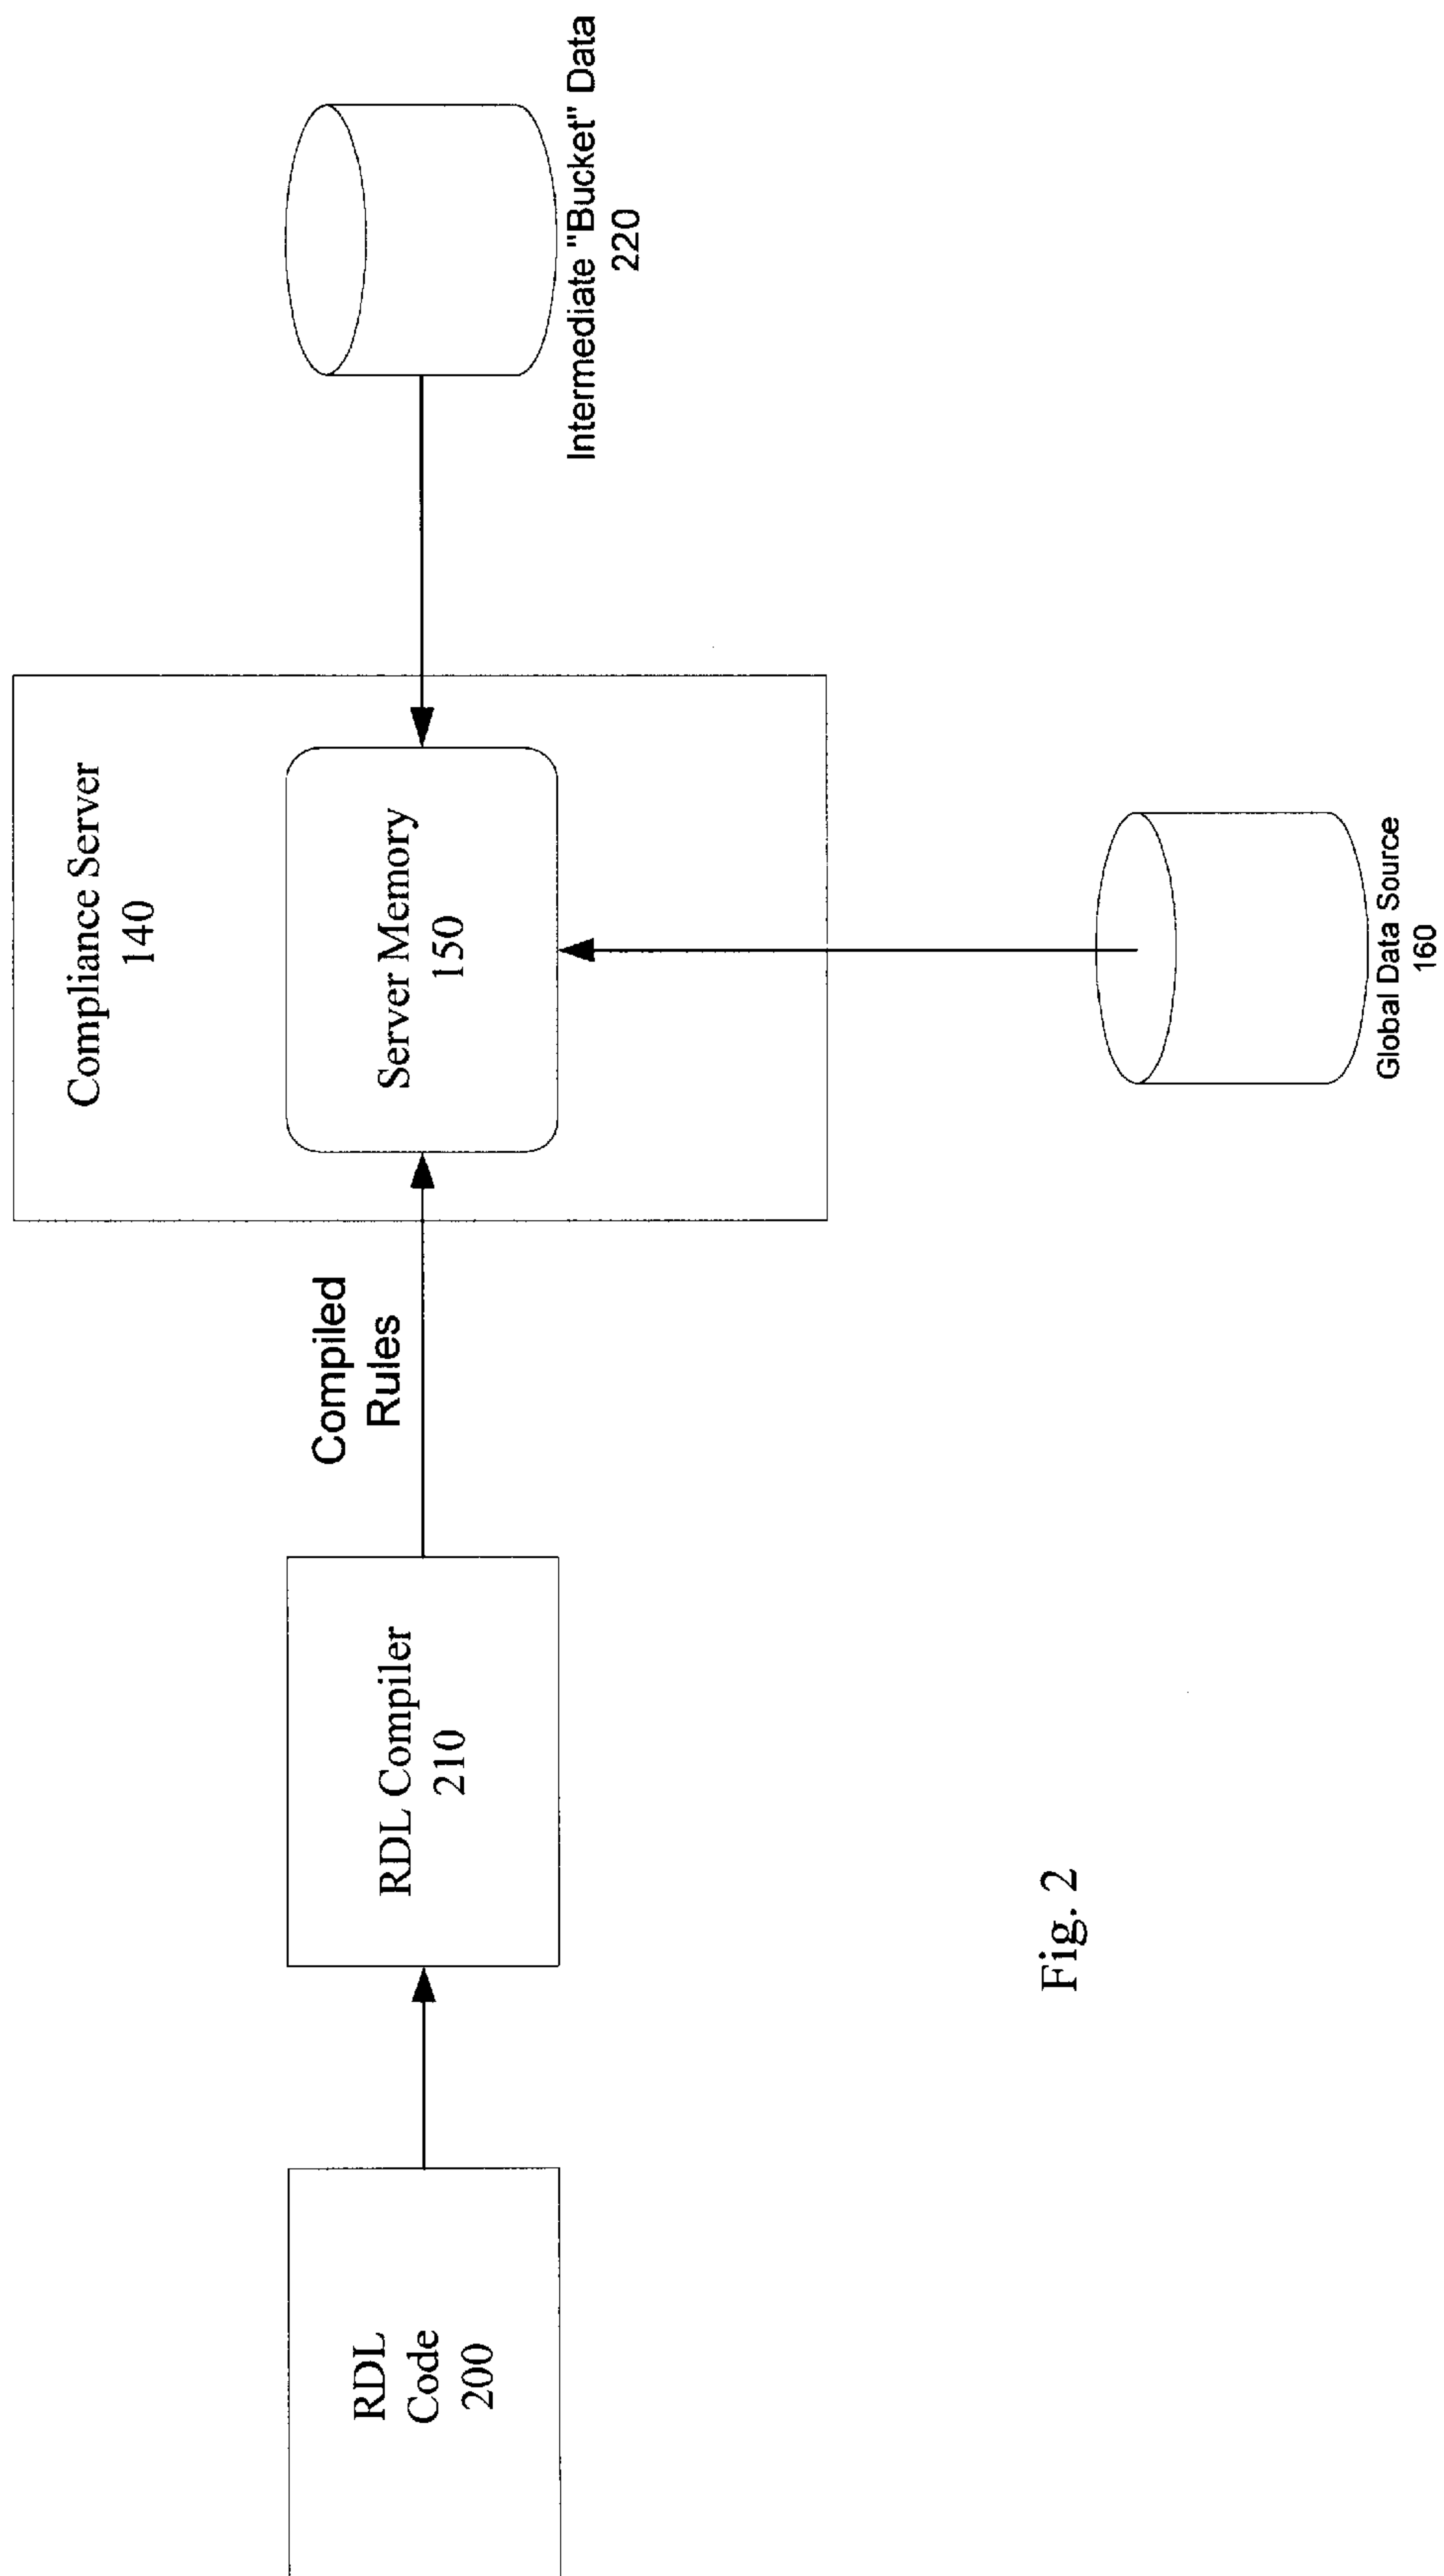 Compliance Server
140
Server Memory
150
RDL
Code
200
RDL Compiler
210
Compiled
Rules
Intermediate "Bucket" Data
220
Global Data Source
160
Fig. 2